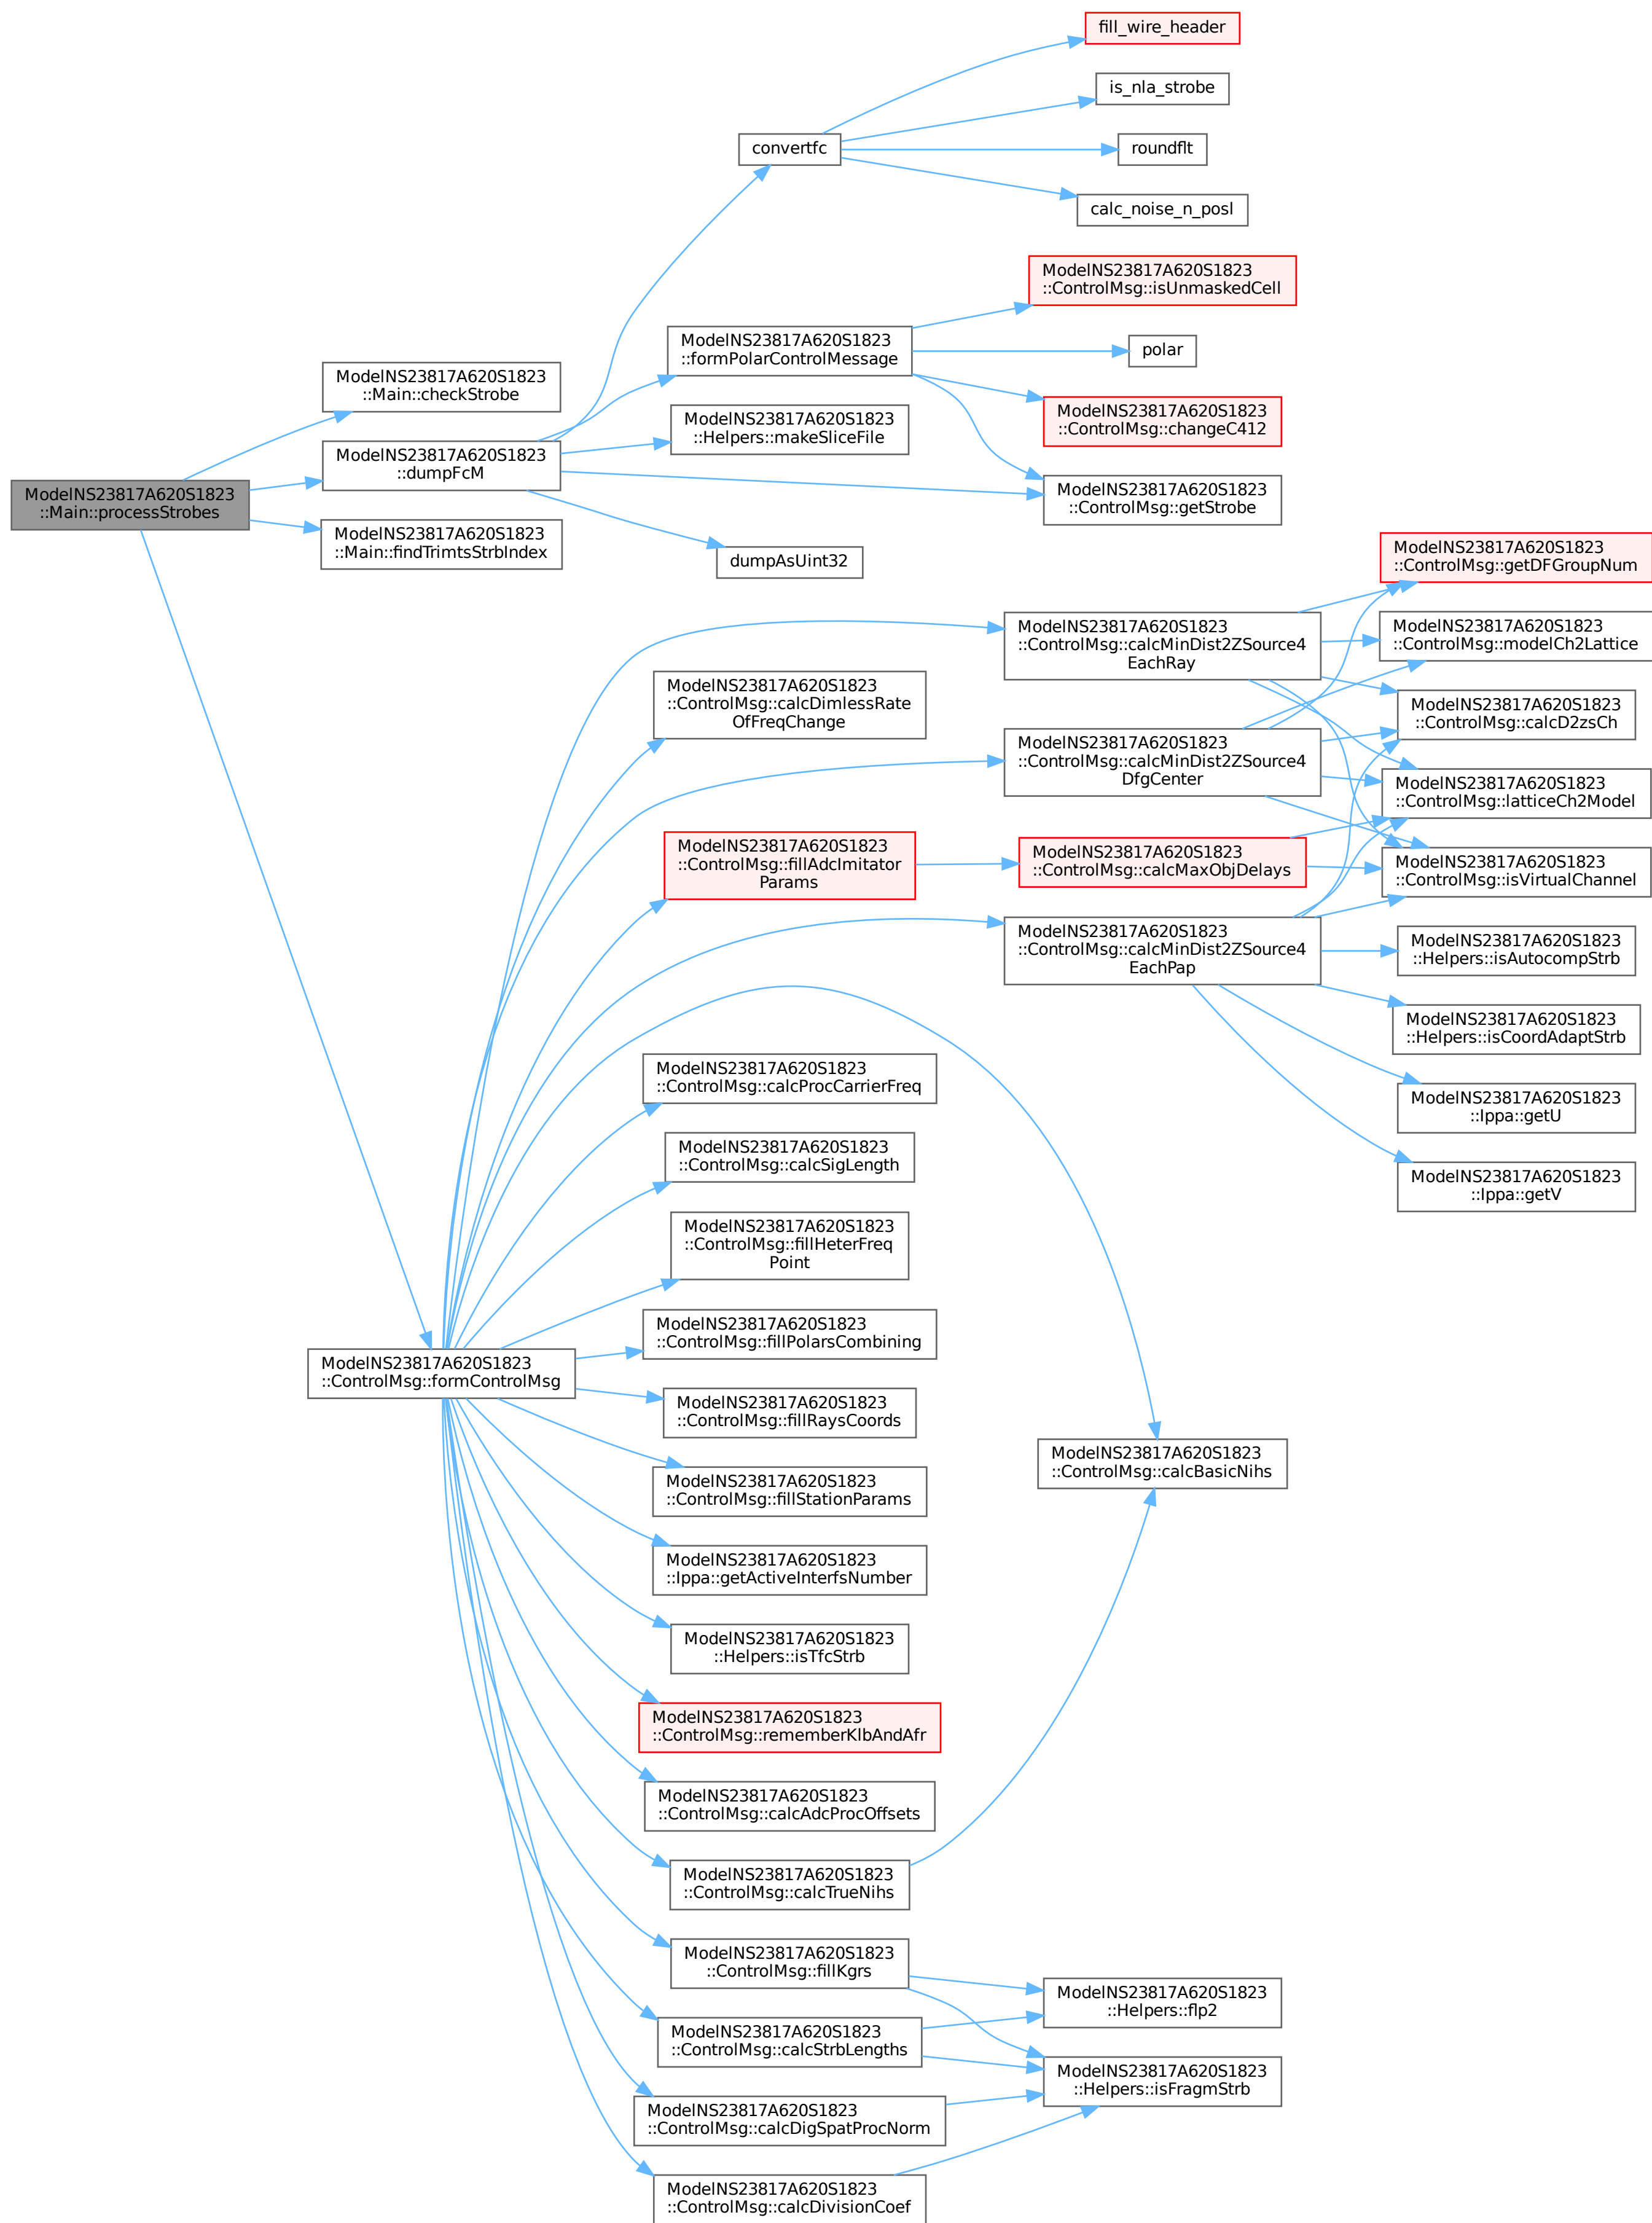 fill_wire_header
is_nla_strobe
convertfc
roundflt
calc_noise_n_posl
ModelNS23817A620S1823
::ControlMsg::isUnmaskedCell
ModelNS23817A620S1823
::formPolarControlMessage
polar
ModelNS23817A620S1823
::Main::checkStrobe
ModelNS23817A620S1823
::ControlMsg::changeC412
ModelNS23817A620S1823
::Helpers::makeSliceFile
ModelNS23817A620S1823
::dumpFcM
ModelNS23817A620S1823
::Main::processStrobes
ModelNS23817A620S1823
::ControlMsg::getStrobe
ModelNS23817A620S1823
::Main::findTrimtsStrbIndex
dumpAsUint32
ModelNS23817A620S1823
::ControlMsg::getDFGroupNum
ModelNS23817A620S1823
::ControlMsg::calcMinDist2ZSource4
EachRay
ModelNS23817A620S1823
::ControlMsg::modelCh2Lattice
ModelNS23817A620S1823
::ControlMsg::calcDimlessRate
OfFreqChange
ModelNS23817A620S1823
::ControlMsg::calcD2zsCh
ModelNS23817A620S1823
::ControlMsg::calcMinDist2ZSource4
DfgCenter
ModelNS23817A620S1823
::ControlMsg::latticeCh2Model
ModelNS23817A620S1823
::ControlMsg::fillAdcImitator
Params
ModelNS23817A620S1823
::ControlMsg::calcMaxObjDelays
ModelNS23817A620S1823
::ControlMsg::isVirtualChannel
ModelNS23817A620S1823
::ControlMsg::calcMinDist2ZSource4
EachPap
ModelNS23817A620S1823
::Helpers::isAutocompStrb
ModelNS23817A620S1823
::Helpers::isCoordAdaptStrb
ModelNS23817A620S1823
::ControlMsg::calcProcCarrierFreq
ModelNS23817A620S1823
::Ippa::getU
ModelNS23817A620S1823
::ControlMsg::calcSigLength
ModelNS23817A620S1823
::Ippa::getV
ModelNS23817A620S1823
::ControlMsg::fillHeterFreq
Point
ModelNS23817A620S1823
::ControlMsg::fillPolarsCombining
ModelNS23817A620S1823
::ControlMsg::formControlMsg
ModelNS23817A620S1823
::ControlMsg::fillRaysCoords
ModelNS23817A620S1823
::ControlMsg::calcBasicNihs
ModelNS23817A620S1823
::ControlMsg::fillStationParams
ModelNS23817A620S1823
::Ippa::getActiveInterfsNumber
ModelNS23817A620S1823
::Helpers::isTfcStrb
ModelNS23817A620S1823
::ControlMsg::rememberKlbAndAfr
ModelNS23817A620S1823
::ControlMsg::calcAdcProcOffsets
ModelNS23817A620S1823
::ControlMsg::calcTrueNihs
ModelNS23817A620S1823
::ControlMsg::fillKgrs
ModelNS23817A620S1823
::Helpers::flp2
ModelNS23817A620S1823
::ControlMsg::calcStrbLengths
ModelNS23817A620S1823
::Helpers::isFragmStrb
ModelNS23817A620S1823
::ControlMsg::calcDigSpatProcNorm
ModelNS23817A620S1823
::ControlMsg::calcDivisionCoef